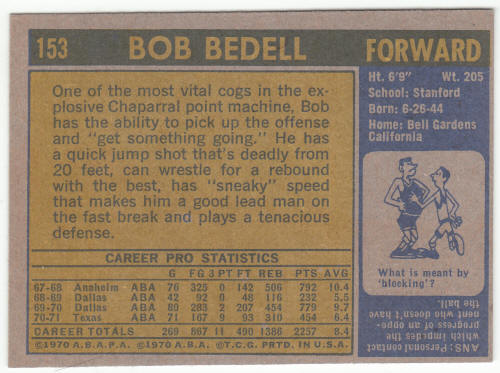 153 BOB BEDELL FORWARD
One of the most vital cogs in the ex-
plosive Chaparral point machine, Bob
has the ability to pick up the offense
and "get something going." He has
a quick jump shot that's deadly from
20 feet, can wrestle for a rebound
with the best, has "sneaky" speed
that makes him a good lead man on
the fast break and plays a tenacious
defense.
CAREER PRO STATISTICS
G FG 3 PT FT REB PTS AVG
67-68 Anaheim ABA 76 325 0 142 506 792 10.4
68-69 Dallas ABA 42 92 0 48 116 232 5.5
69-70 Dallas ABA 80 283 2 207 454 779 9.7
70-71 Texas ABA 71 167 9 93 310 454 6.4
CAREER TOTALS 269 867 11 490 1386 2257 8.4
©1970 A.B.A.P.A. ©1970 A.B.A. ©T.C.G. PRTD. IN U.S.A.
Ht. 6'9" Wt. 205
School: Stanford
Born: 6-26-44
Home: Bell Gardens
California
What is meant by
'blocking'?
ANS: Personal contact
which impedes the
progress of an oppo-
nent who doesn't have
the ball.